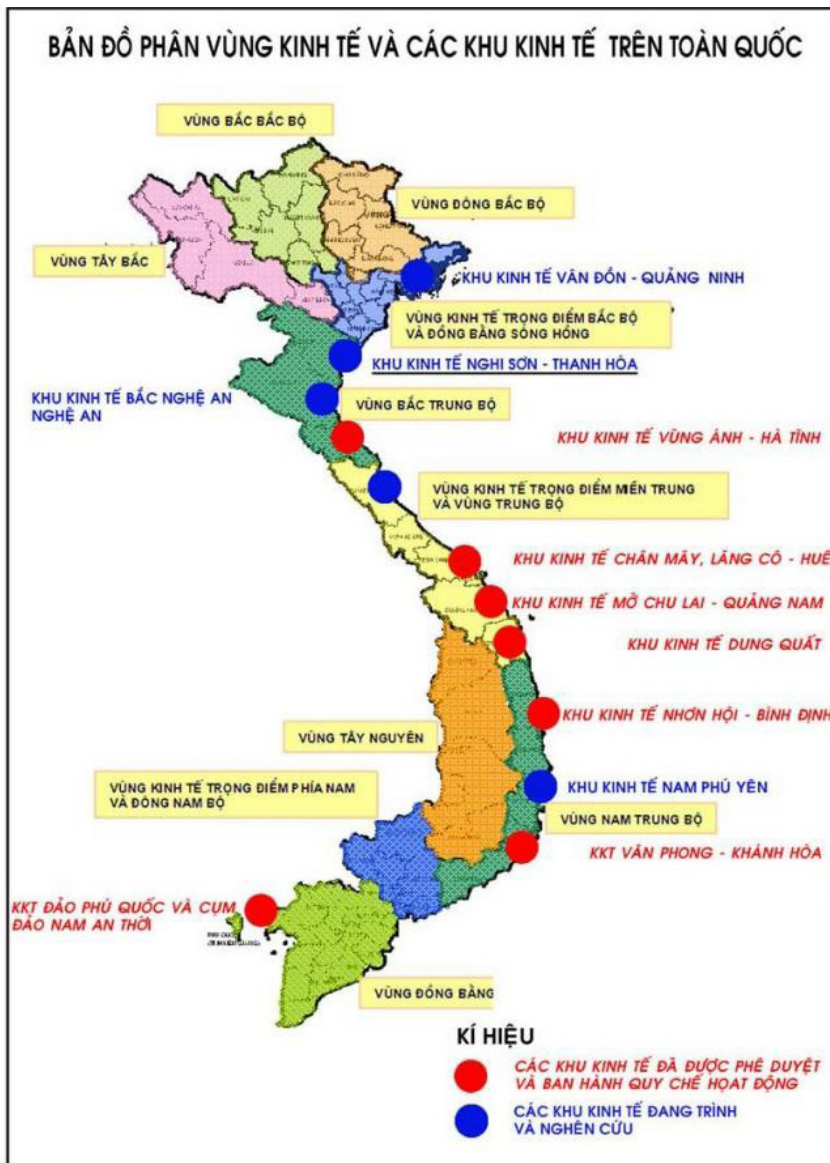 BẢN ĐỒ PHÂN VÙNG KINH TẾ VÀ CÁC KHU KINH TẾ TRÊN TOÀN QUỐC
VÙNG BẮC BẮC BỘ
VÙNG ĐÔNG BẮC BỘ
VÙNG TÂY BẮC
KHU KINH TẾ VÂN ĐỒN - QUẢNG NINH
VÙNG KINH TẾ TRỌNG ĐIỂM BẮC BỘ
VÀ ĐỒNG BẰNG SÔNG HỒNG
KHU KINH TẾ NGHI SƠN - THANH HÓA
KHU KINH TẾ BẮC NGHỆ AN
NGHỆ AN
VÙNG BẮC TRUNG BỘ
KHU KINH TẾ VŨNG ÁNH - HÀ TĨNH
VÙNG KINH TẾ TRỌNG ĐIỂM MIỀN TRUNG
VÀ VÙNG TRUNG BỘ
KHU KINH TẾ CHÂN MÂY, LĂNG CÔ - HUẾ
KHU KINH TẾ MỞ CHU LAI - QUẢNG NAM
KHU KINH TẾ DUNG QUẤT
KHU KINH TẾ NHƠN HỘI - BÌNH ĐỊNH
VÙNG TÂY NGUYÊN
VÙNG KINH TẾ TRỌNG ĐIỂM PHÍA NAM
VÀ ĐÔNG NAM BỘ
KHU KINH TẾ NAM PHÚ YÊN
VÙNG NAM TRUNG BỘ
KKT VÂN PHONG - KHÁNH HÒA
KKT ĐẢO PHÚ QUỐC VÀ CỤM
ĐẢO NAM AN THỚI
VÙNG ĐỒNG BẰNG
KÍ HIỆU
CÁC KHU KINH TẾ ĐÃ ĐƯỢC PHÊ DUYỆT
VÀ BAN HÀNH QUY CHẾ HOẠT ĐỘNG
CÁC KHU KINH TẾ ĐANG TRÌNH
VÀ NGHIÊN CỨU